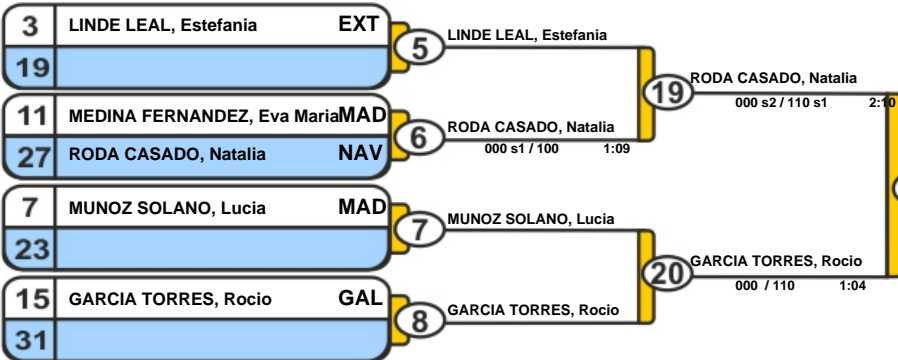 3 LINDE LEAL, Estefania EXT
19
5
LINDE LEAL, Estefania
11 MEDINA FERNANDEZ, Eva Maria MAD
27 RODA CASADO, Natalia NAV
6
RODA CASADO, Natalia
000 s1 / 100 1:09
19
RODA CASADO, Natalia
000 s2 / 110 s1 2:10
7 MUNOZ SOLANO, Lucia MAD
23
7
MUNOZ SOLANO, Lucia
15 GARCIA TORRES, Rocio GAL
31
8
GARCIA TORRES, Rocio
20
GARCIA TORRES, Rocio
000 / 110 1:04